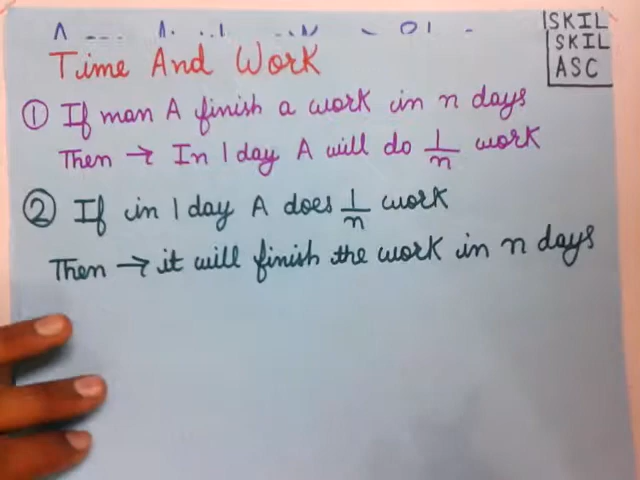 SKIL
SKIL
ASC
Time And Work
① If man A finish a work in n days
Then → In 1 day A will do 1/n work
② If in 1 day A does 1/n work
Then → it will finish the work in n days